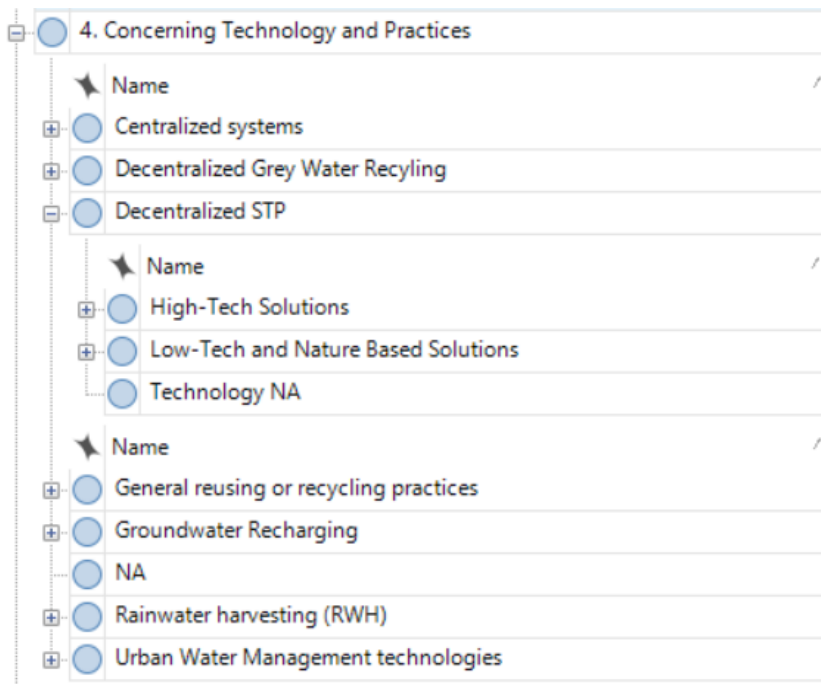 4. Concerning Technology and Practices
Name
Centralized systems
Decentralized Grey Water Recyling
Decentralized STP
Name
High-Tech Solutions
Low-Tech and Nature Based Solutions
Technology NA
Name
General reusing or recycling practices
Groundwater Recharging
NA
Rainwater harvesting (RWH)
Urban Water Management technologies